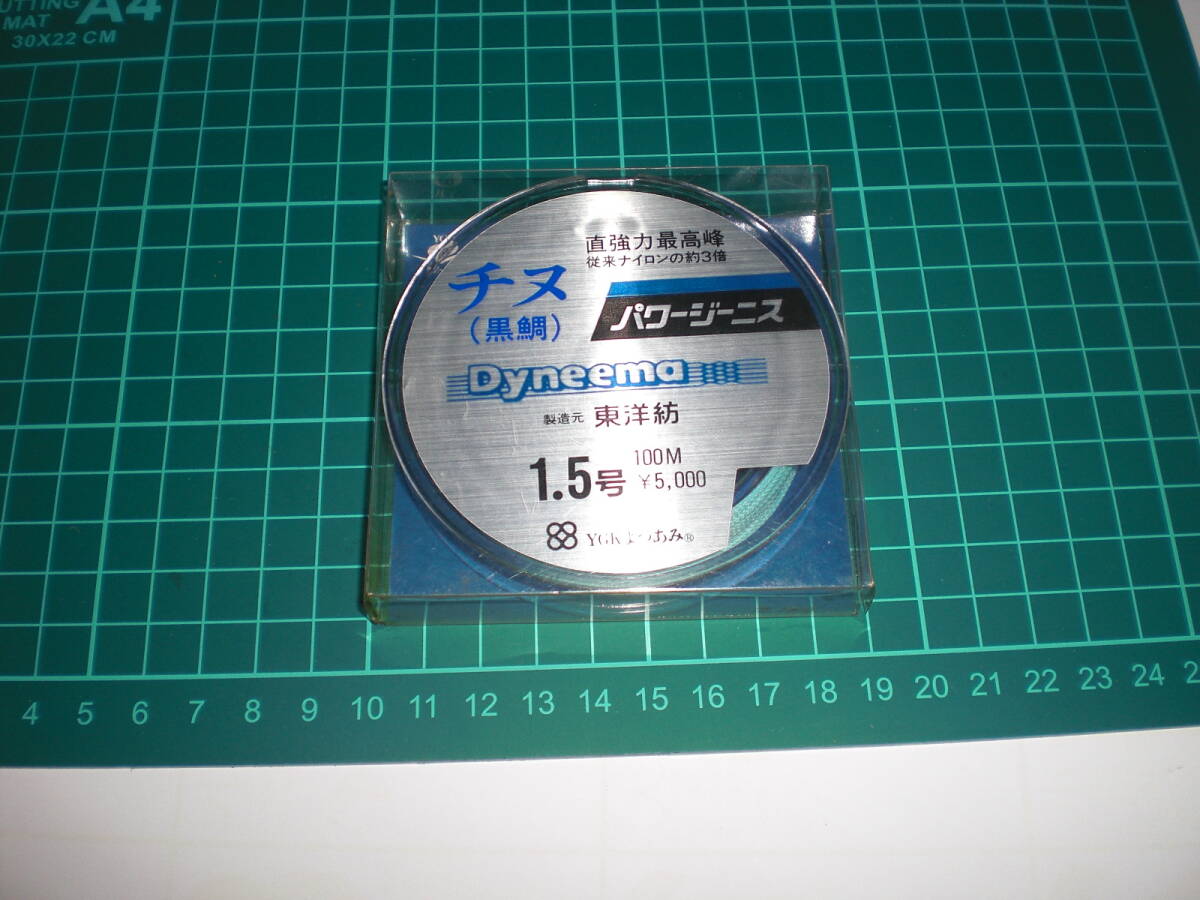 CUTTING A4
MAT
30X22 CM
直強力最高峰
従来ナイロンの約3倍
チヌ
(黒鯛)
パワージーニス
Dyneema
製造元 東洋紡
1.5号 100M
¥5,000
YGKよつあみ®
4 5 6 7 8 9 10 11 12 13 14 15 16 17 18 19 20 21 22 23 24